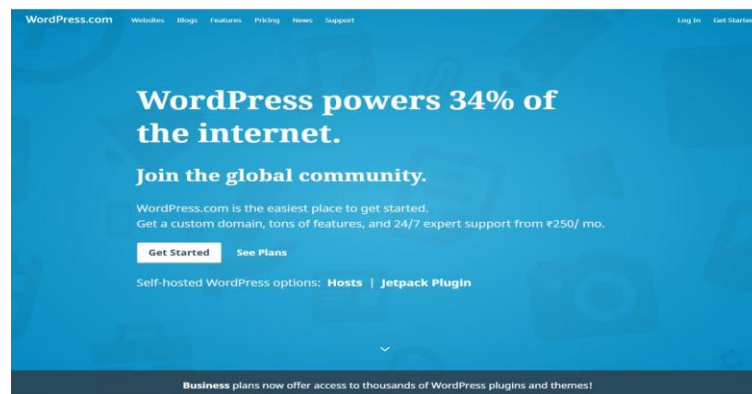 WordPress.com Websites Blogs Features Pricing News Support Log In Get Started
WordPress powers 34% of
the internet.
Join the global community.
WordPress.com is the easiest place to get started.
Get a custom domain, tons of features, and 24/7 expert support from ₹250/ mo.
Get Started See Plans
Self-hosted WordPress options: Hosts | Jetpack Plugin
Business plans now offer access to thousands of WordPress plugins and themes!